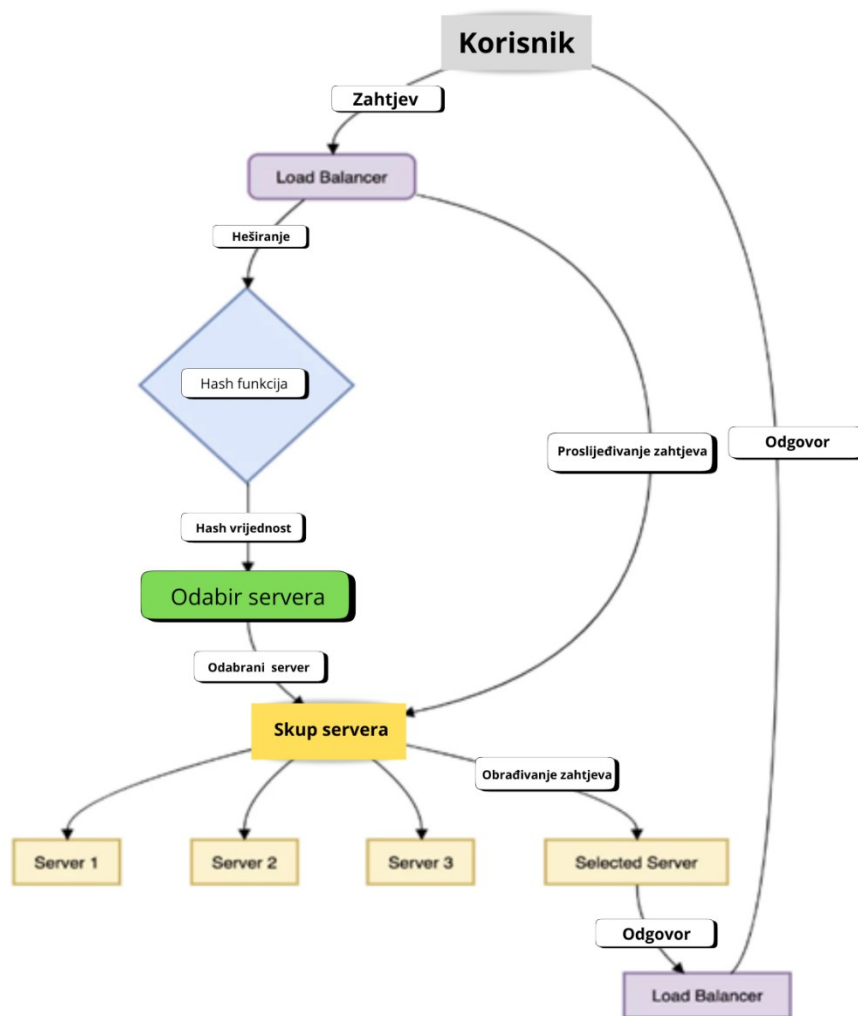 Korisnik
Zahtjev
Load Balancer
Heširanje
Hash funkcija
Proslijeđivanje zahtjeva
Odgovor
Hash vrijednost
Odabir servera
Odabrani server
Skup servera
Obrađivanje zahtjeva
Server 1
Server 2
Server 3
Selected Server
Odgovor
Load Balancer